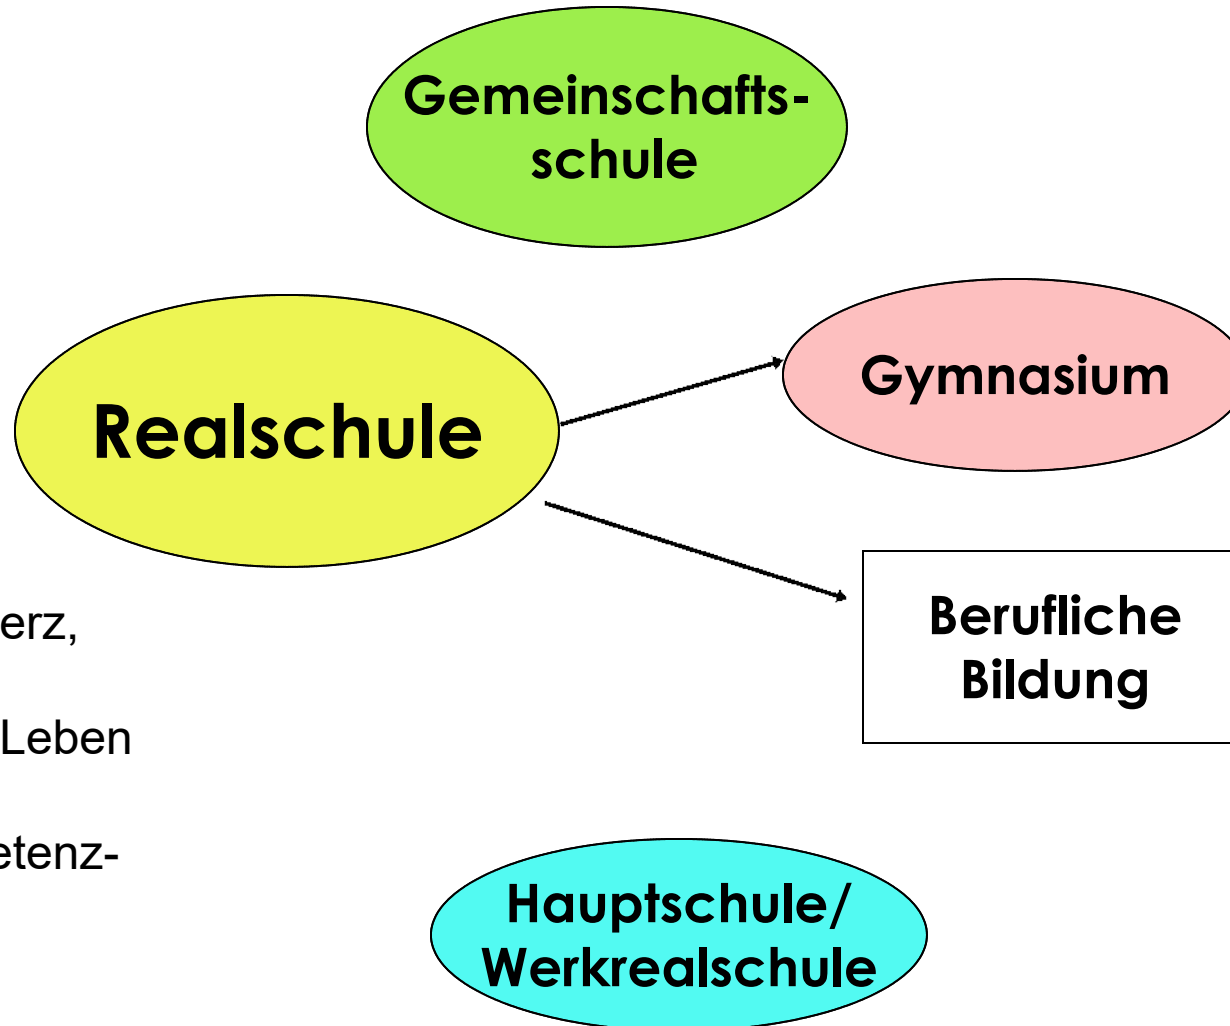 Gemeinschafts-
schule
Gymnasium
Realschule
Berufliche
Bildung
erz,
Leben
etenz-
Hauptschule/
Werkrealschule